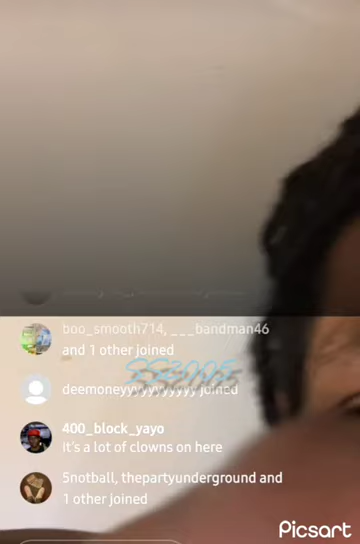 boo_smooth714, ___bandman46
and 1 other joined
deemoneyyyyyyyyyy joined
400_block_yayo
It's a lot of clowns on here
5notball, thepartyunderground and
1 other joined
Picsart